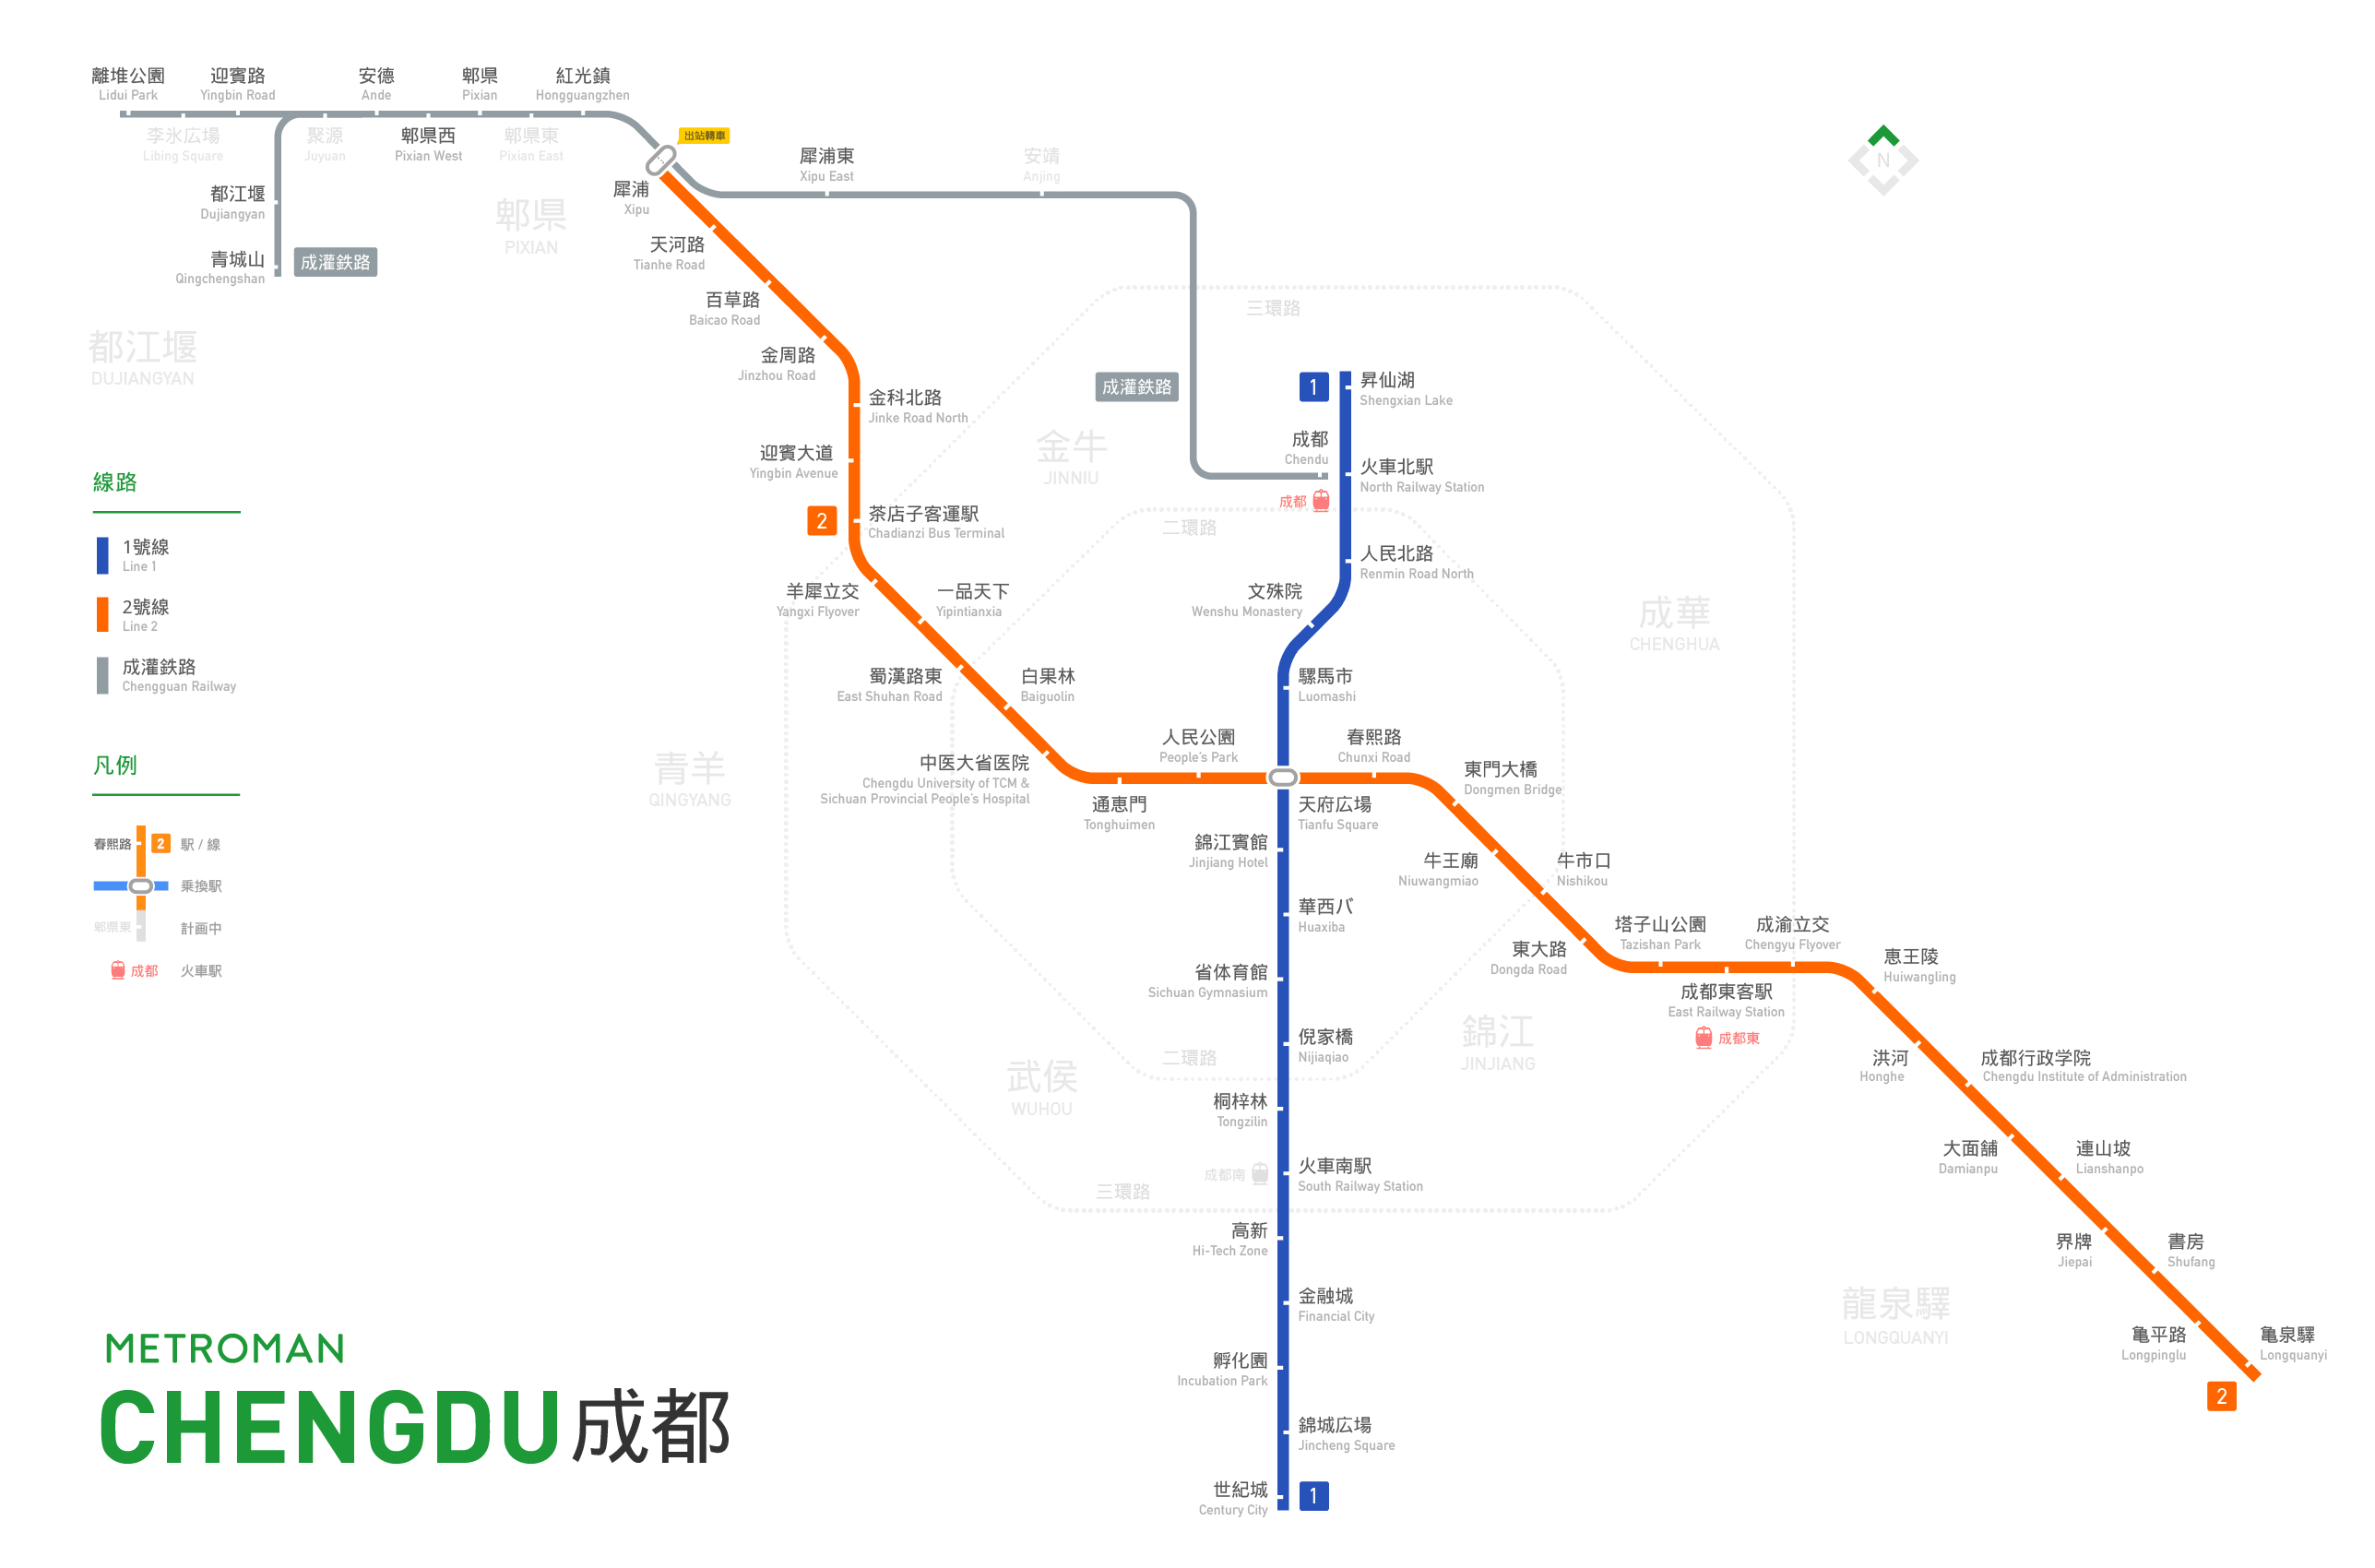 離堆公園
Lidui Park
迎賓路
Yingbin Road
安德
Ande
郫県
Pixian
紅光鎮
Hongguangzhen
李氷広場
Libing Square
聚源
Juyuan
郫県西
Pixian West
郫県東
Pixian East
出站轉車
犀浦東
Xipu East
安靖
Anjing
N
都江堰
Dujiangyan
犀浦
Xipu
郫県
PIXIAN
青城山
Qingchengshan
成灌鉄路
天河路
Tianhe Road
百草路
Baicao Road
三環路
都江堰
DUJIANGYAN
金周路
Jinzhou Road
金科北路
Jinke Road North
成灌鉄路
1
昇仙湖
Shengxian Lake
金牛
JINNIU
成都
Chendu
迎賓大道
Yingbin Avenue
火車北駅
North Railway Station
成都
線路
2
茶店子客運駅
Chadianzi Bus Terminal
二環路
1號線
Line 1
人民北路
Renmin Road North
羊犀立交
Yangxi Flyover
一品天下
Yipintianxia
文殊院
Wenshu Monastery
成華
CHENGHUA
2號線
Line 2
成灌鉄路
Chengguan Railway
蜀漢路東
East Shuhan Road
白果林
Baiguolin
騾馬市
Luomashi
凡例
青羊
QINGYANG
中医大省医院
Chengdu University of TCM &
Sichuan Provincial People's Hospital
人民公園
People's Park
春熙路
Chunxi Road
東門大橋
Dongmen Bridge
通恵門
Tonghuimen
天府広場
Tianfu Square
春熙路
2
駅 / 線
乗換駅
郫県東
計画中
成都
火車駅
錦江賓館
Jinjiang Hotel
牛王廟
Niuwangmiao
牛市口
Nishikou
華西バ
Huaxiba
東大路
Dongda Road
塔子山公園
Tazishan Park
成渝立交
Chengyu Flyover
恵王陵
Huiwangling
省体育館
Sichuan Gymnasium
成都東客駅
East Railway Station
成都東
倪家橋
Nijiaqiao
錦江
JINJIANG
二環路
武侯
WUHOU
洪河
Honghe
成都行政学院
Chengdu Institute of Administration
桐梓林
Tongzilin
大面舗
Damianpu
連山坡
Lianshanpo
成都南
火車南駅
South Railway Station
三環路
高新
Hi-Tech Zone
界牌
Jiepai
書房
Shufang
金融城
Financial City
龍泉驛
LONGQUANYI
亀平路
Longpinglu
亀泉驛
Longquanyi
2
孵化園
Incubation Park
錦城広場
Jincheng Square
世紀城
Century City
1
METROMAN
CHENGDU成都